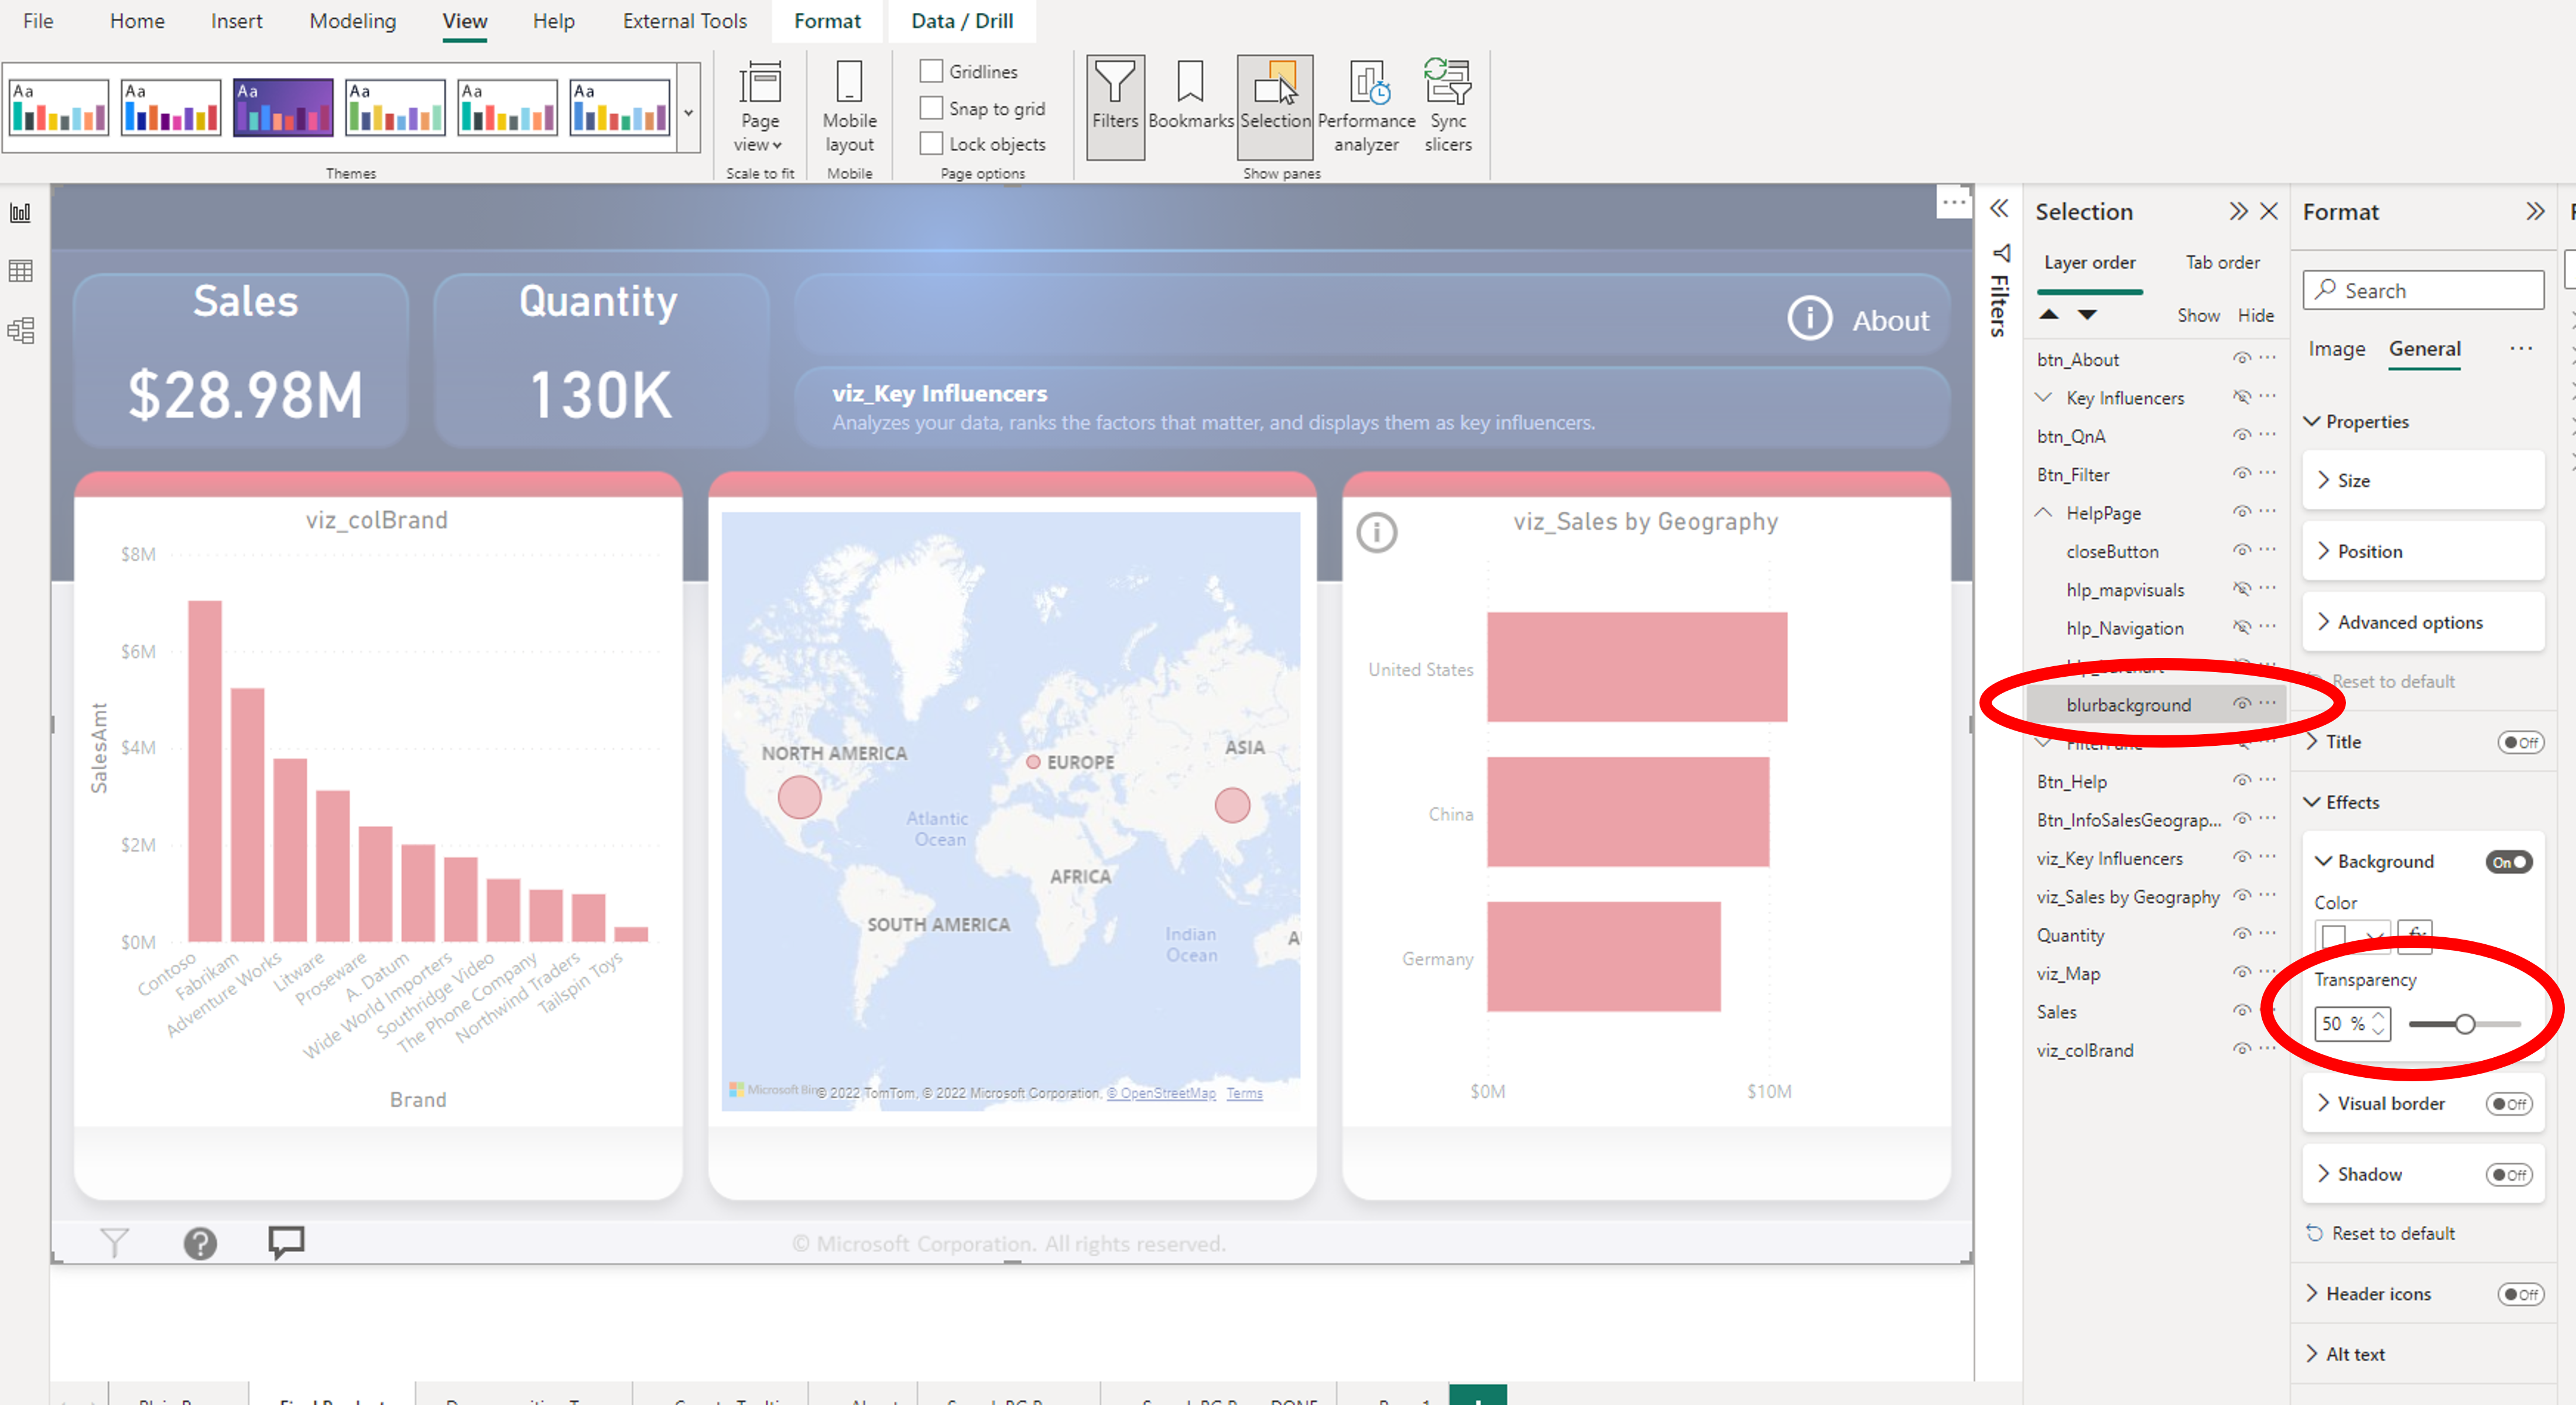 File Home Insert Modeling View Help External Tools Format Data / Drill
Aa Aa Aa Aa Aa Aa
Themes
Page view
Scale to fit
Mobile layout
Mobile
Gridlines
Snap to grid
Lock objects
Page options
Filters
Bookmarks
Selection
Performance analyzer
Sync slicers
Show panes
Sales
$28.98M
Quantity
130K
About
viz_Key Influencers
Analyzes your data, ranks the factors that matter, and displays them as key influencers.
viz_colBrand
$8M
$6M
$4M
$2M
$0M
SalesAmt
Contoso
Fabrikam
Adventure Works
Litware
Proseware
A. Datum
Wide World Importers
Southridge Video
The Phone Company
Northwind Traders
Tailspin Toys
Brand
NORTH AMERICA
EUROPE
ASIA
Atlantic
Ocean
AFRICA
SOUTH AMERICA
Indian
Ocean
A
Microsoft
© 2022 TomTom, © 2022 Microsoft Corporation, © OpenStreetMap Terms
viz_Sales by Geography
United States
China
Germany
$0M $10M
© Microsoft Corporation. All rights reserved.
Filters
Selection
Layer order Tab order
Show Hide
btn_About
Key Influencers
btn_QnA
Btn_Filter
HelpPage
closeButton
hlp_mapvisuals
hlp_Navigation
blurbackground
Btn_Help
Btn_InfoSalesGeograp...
viz_Key Influencers
viz_Sales by Geography
Quantity
viz_Map
Sales
viz_colBrand
Format
Search
Image General
Properties
Size
Position
Advanced options
Reset to default
Title Off
Effects
Background On
Color
fx
Transparency
50 %
Visual border Off
Shadow Off
Reset to default
Header icons Off
Alt text